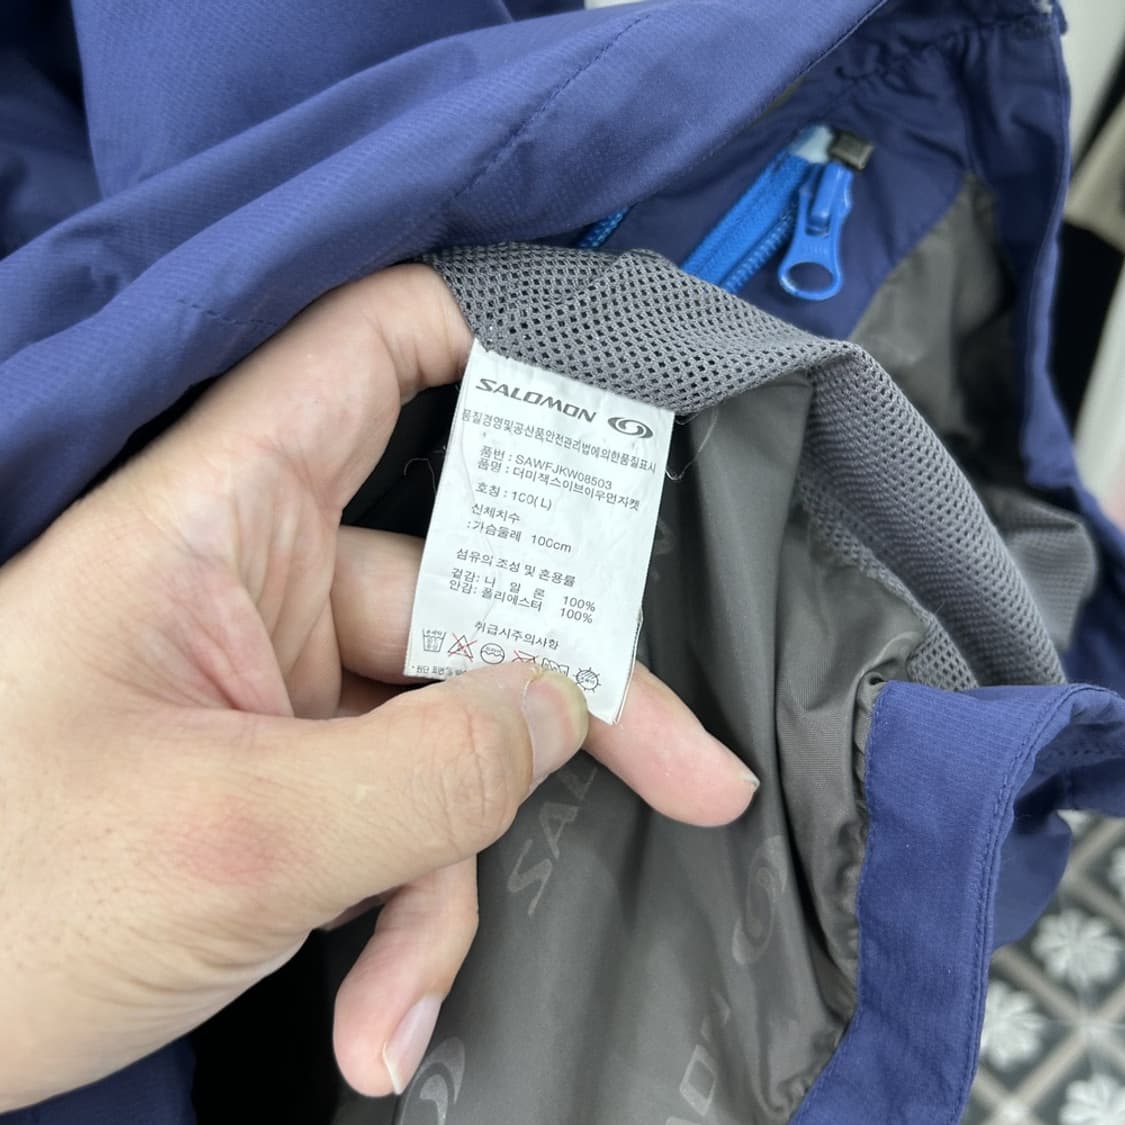 SALOMON
품질경영및공산품안전관리법에의한품질표시
품번 : SAWFJKW08503
품명 : 더미잭스이브이우먼자켓
호칭 : 100(L)
신체치수
:가슴둘레 100cm
섬유의 조성 및 혼용률
겉감: 나 일 론 100%
안감: 폴리에스터 100%
취급시주의사항